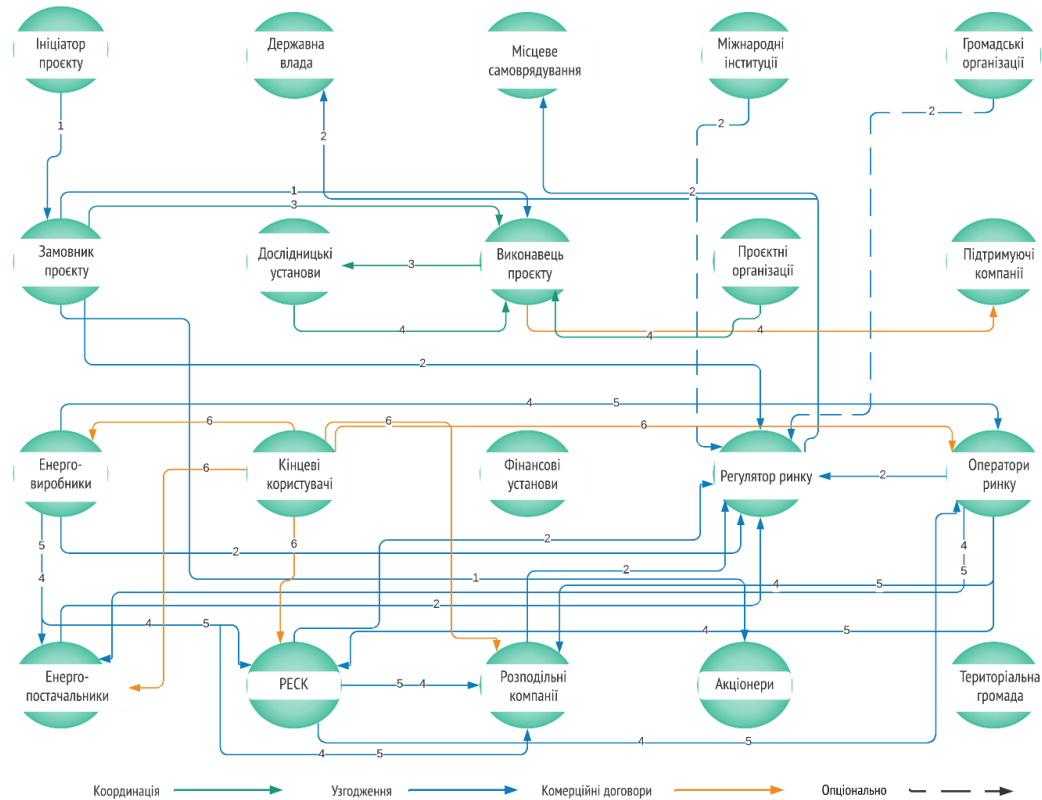 Ініціатор
проєкту
Державна
влада
Місцеве
самоврядування
Міжнародні
інституції
Громадські
організації
1
2
2
2
2
1
3
Замовник
проєкту
Дослідницькі
установи
3
Виконавець
проєкту
Проєктні
організації
Підтримуючі
компанії
4
4
4
2
4
5
6
6
6
Енерго-
виробники
6
Кінцеві
користувачі
Фінансові
установи
Регулятор ринку
2
Оператори
ринку
5
4
2
6
2
4
5
2
1
4
5
2
4
5
4
5
Енерго-
постачальники
РЕСК
5
4
Розподільні
компанії
Акціонери
Територіальна
громада
4
5
4
5
Координація
Узгодження
Комерційні договори
Опціонально